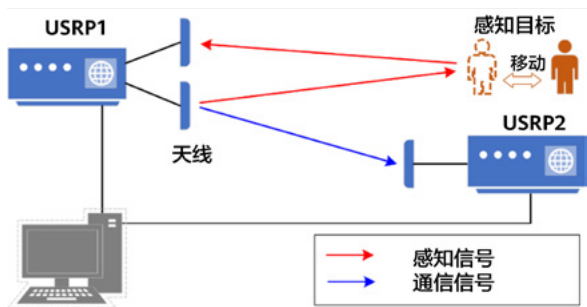 USRP1
感知目标
移动
天线
USRP2
感知信号
通信信号